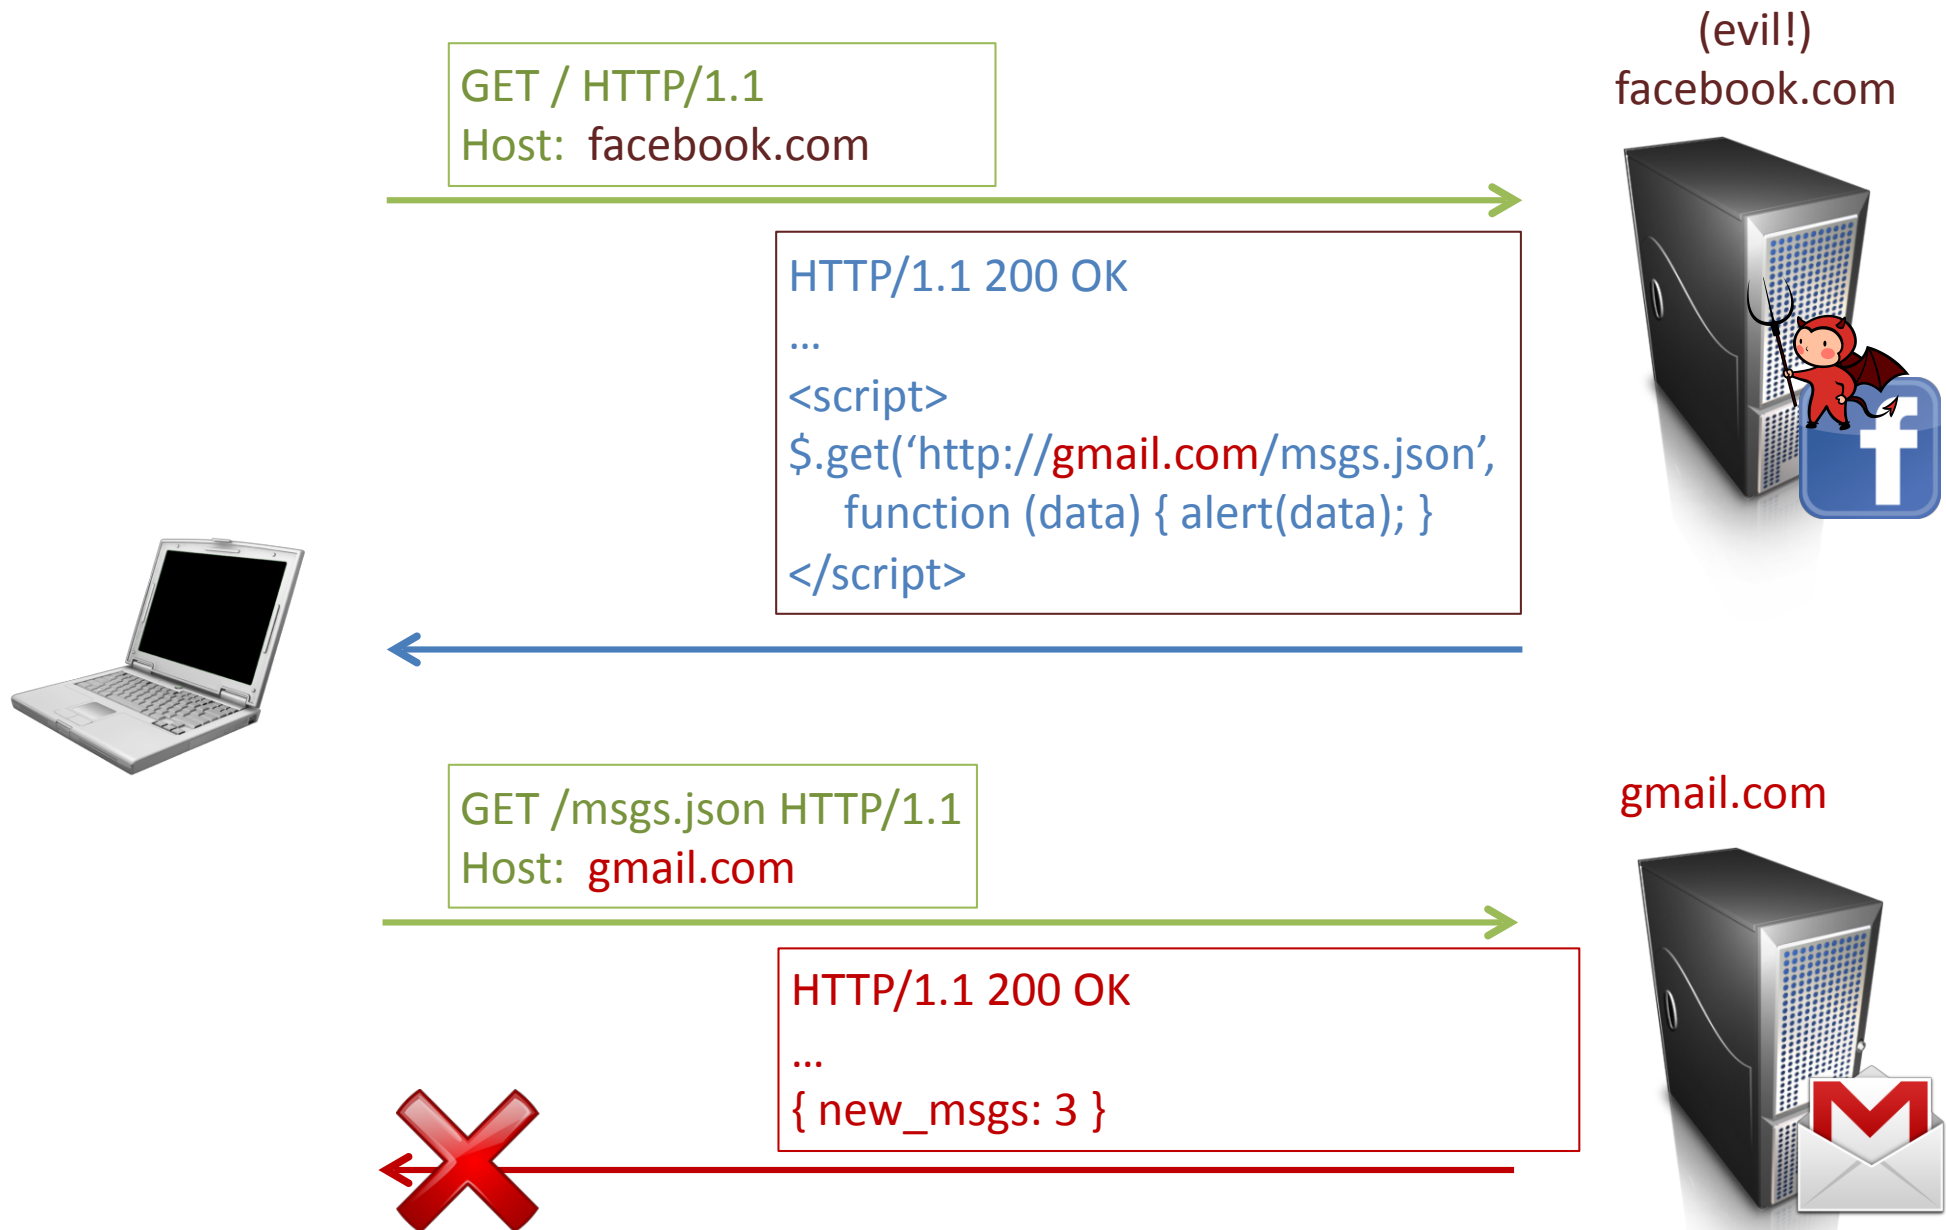 (evil!)
facebook.com
GET / HTTP/1.1
Host:  facebook.com
HTTP/1.1 200 OK
...
<script>
$.get(‘http://gmail.com/msgs.json’,
function (data) { alert(data); }
</script>
f
GET /msgs.json HTTP/1.1
Host:  gmail.com
gmail.com
HTTP/1.1 200 OK
...
{ new_msgs: 3 }